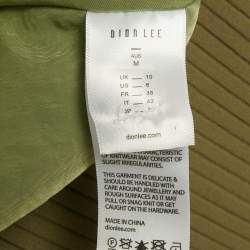 DION LEE
AUS
M
UK 10
US 6
FR 38
IT 42
dionlee.com
CHARACTERISTIC
OF KNITWEAR MAY CONSIST OF
SLIGHT IRREGULARITIES.
THIS GARMENT IS DELICATE &
SHOULD BE HANDLED WITH
CARE AROUND JEWELLERY AND
ROUGH SURFACES AS IT MAY
PULL OR SNAG KNIT OR GET
CAUGHT ON THE HARDWARE.
MADE IN CHINA
dionlee.com